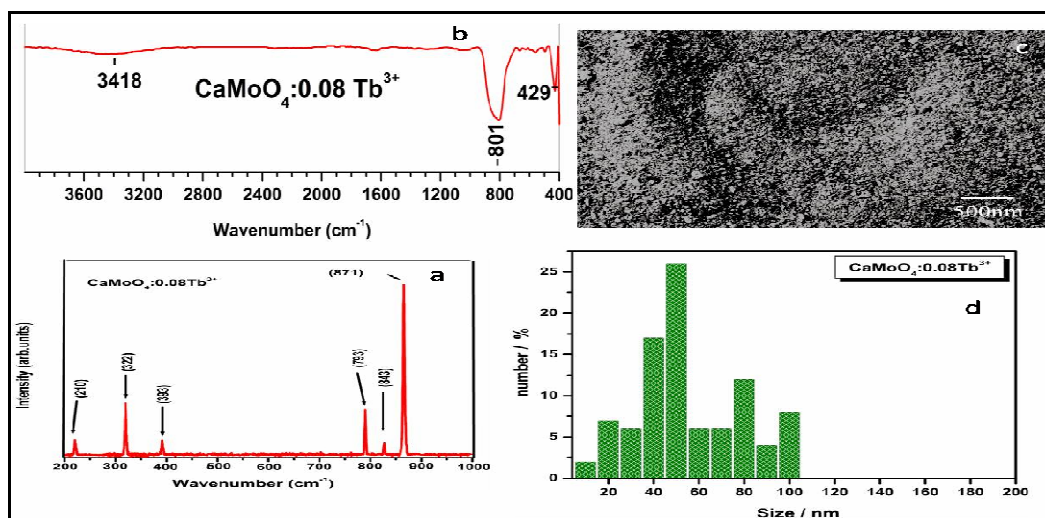 b
3418
CaMoO₄:0.08 Tb³⁺
429
801
3600 3200 2800 2400 2000 1600 1200 800 400
Wavenumber (cm⁻¹)
c
500nm
a
(871)
CaMoO₄:0.08Tb³⁺
Intensity (arb.units)
(210)
(322)
(393)
(793)
(843)
200 300 400 500 600 700 800 900 1000
Wavenumber (cm⁻¹)
CaMoO₄:0.08Tb³⁺
d
number / %
25
20
15
10
5
0
20 40 60 80 100 120 140 160 180 200
Size / nm